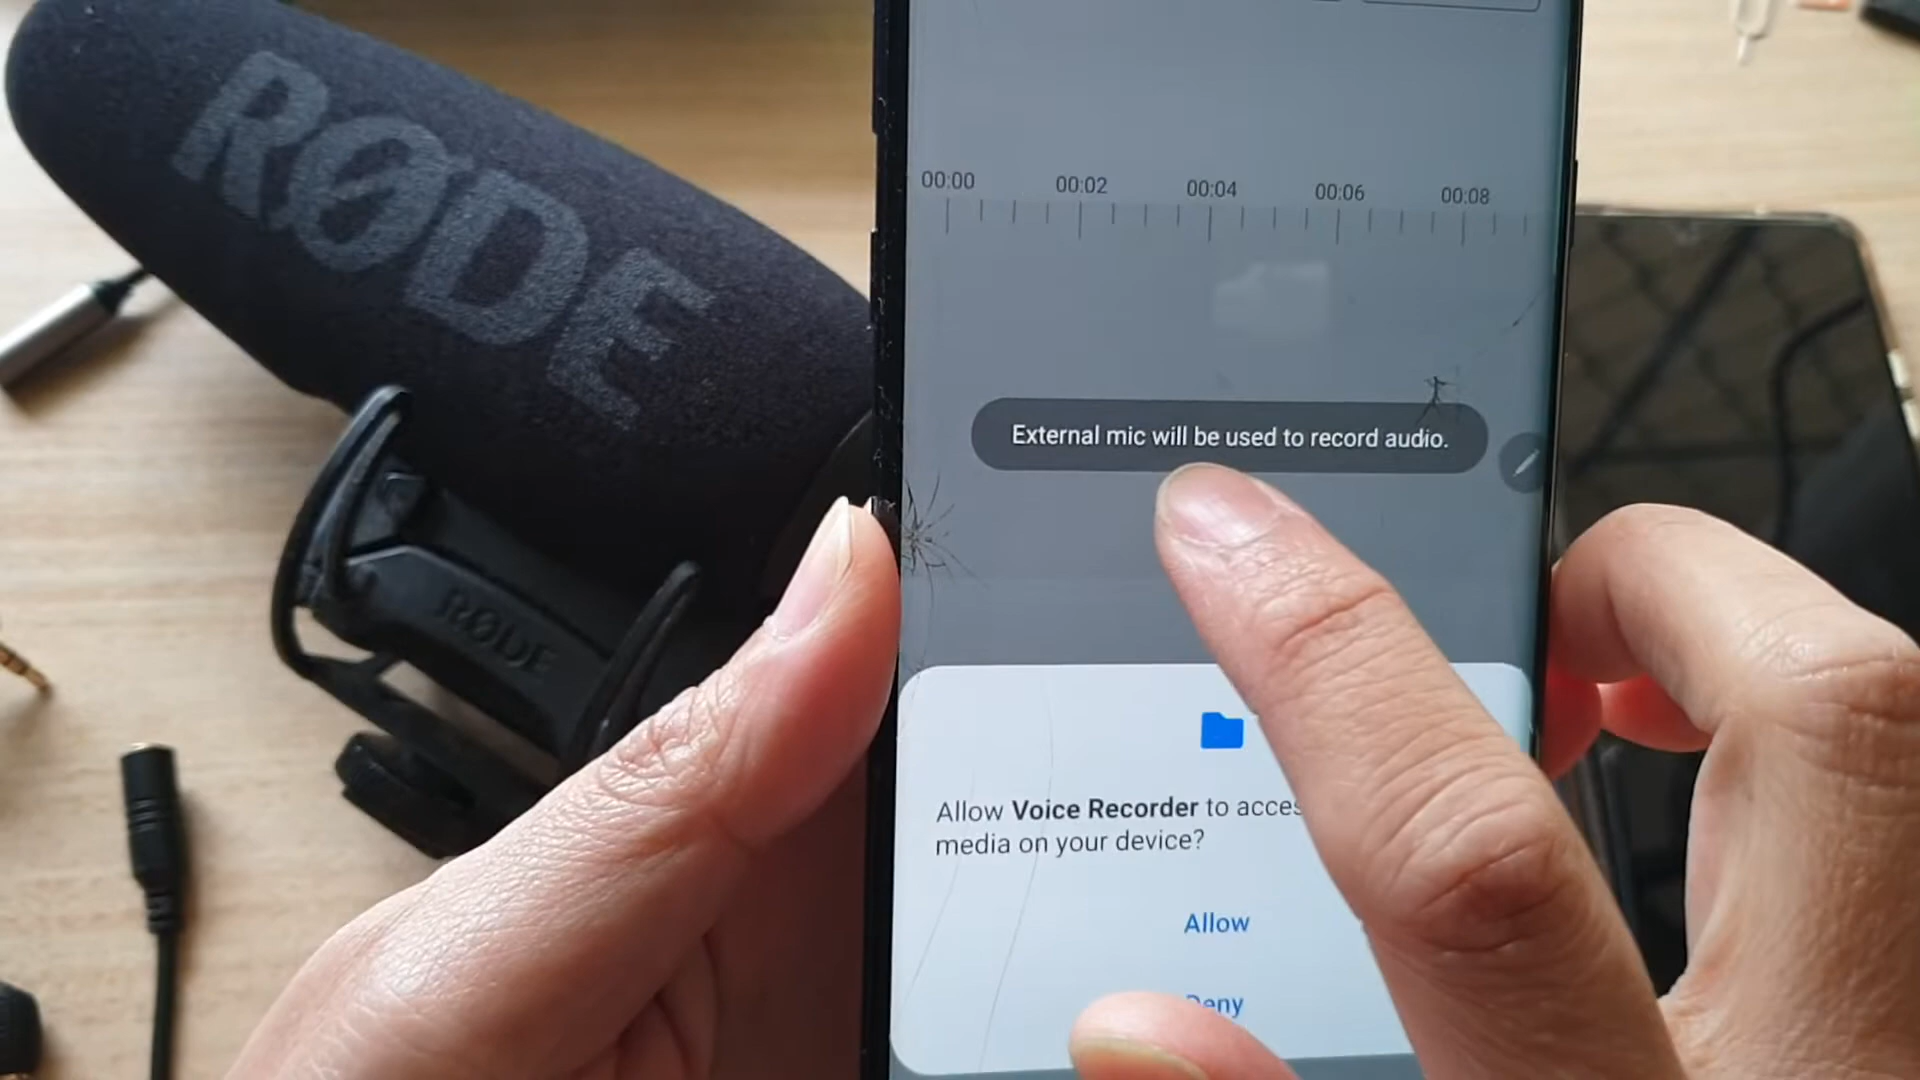 RØDE
RØDE
00:00 00:02 00:04 00:06 00:08
External mic will be used to record audio.
Allow Voice Recorder to
media on your device?
Allow
Deny